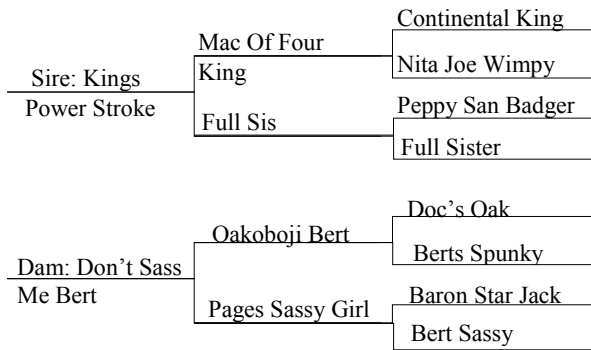 Continental King
Mac Of Four
King
Nita Joe Wimpy
Sire: Kings
Power Stroke
Peppy San Badger
Full Sis
Full Sister
Doc’s Oak
Oakoboji Bert
Berts Spunky
Dam: Don’t Sass
Me Bert
Baron Star Jack
Pages Sassy Girl
Bert Sassy